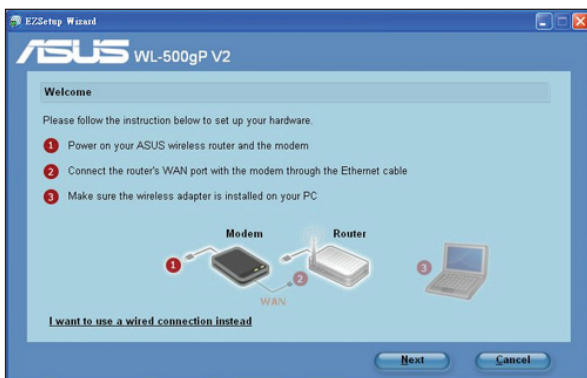 EZSetup Wizard
ASUS WL-500gP V2
Welcome
Please follow the instruction below to set up your hardware.
1 Power on your ASUS wireless router and the modem
2 Connect the router's WAN port with the modem through the Ethernet cable
3 Make sure the wireless adapter is installed on your PC
Modem Router
1 2 3
WAN
I want to use a wired connection instead
Next Cancel